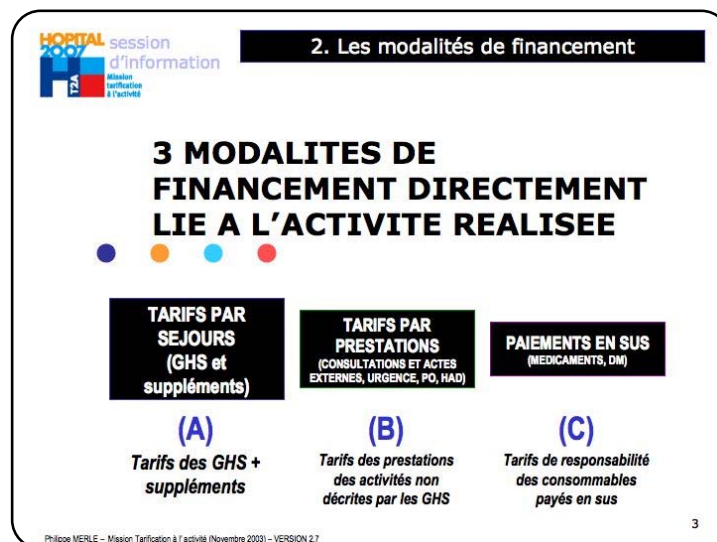 HOPITAL
2007
H
T2A
Mission
tarification
à l'activité
session
d'information
2. Les modalités de financement
3 MODALITES DE
FINANCEMENT DIRECTEMENT
LIE A L'ACTIVITE REALISEE
TARIFS PAR
SEJOURS
(GHS et
suppléments)
(A)
Tarifs des GHS +
suppléments
TARIFS PAR
PRESTATIONS
(CONSULTATIONS ET ACTES
EXTERNES, URGENCE, PO, HAD)
(B)
Tarifs des prestations
des activités non
décrites par les GHS
PAIEMENTS EN SUS
(MEDICAMENTS, DM)
(C)
Tarifs de responsabilité
des consommables
payés en sus
3
Philippe MERLE – Mission Tarification à l'activité (Novembre 2003) – VERSION 2.7